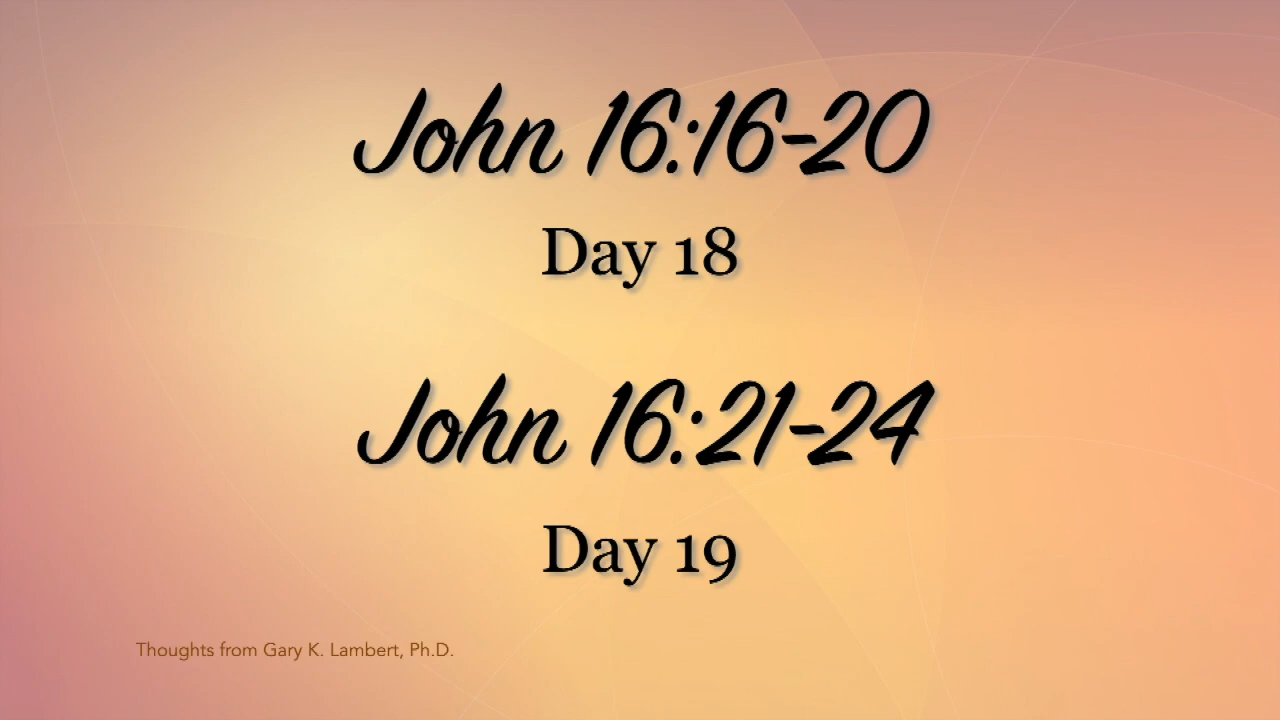 John 16:16-20
Day 18
John 16:21-24
Day 19
Thoughts from Gary K. Lambert, Ph.D.